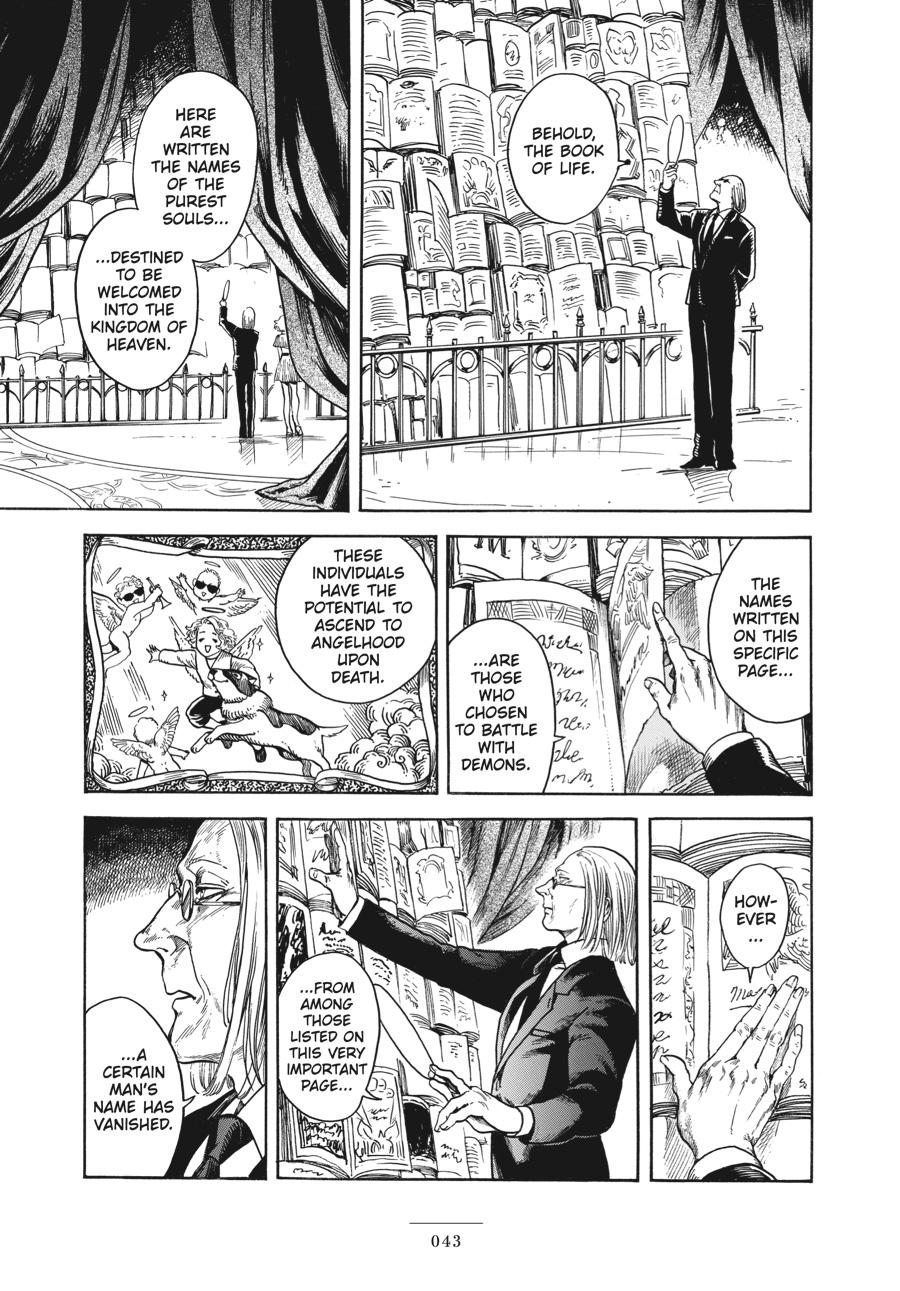 BEHOLD,
THE BOOK
OF LIFE.
HERE
ARE
WRITTEN
THE NAMES
OF THE
PUREST
SOULS...
...DESTINED
TO BE
WELCOMED
INTO THE
KINGDOM OF
HEAVEN.
THE
NAMES
WRITTEN
ON THIS
SPECIFIC
PAGE...
...ARE
THOSE
WHO
CHOSEN
TO BATTLE
WITH
DEMONS.
THESE
INDIVIDUALS
HAVE THE
POTENTIAL TO
ASCEND TO
ANGELHOOD
UPON
DEATH.
HOW-
EVER
...
...FROM
AMONG
THOSE
LISTED ON
THIS VERY
IMPORTANT
PAGE...
...A
CERTAIN
MAN'S
NAME HAS
VANISHED.
043